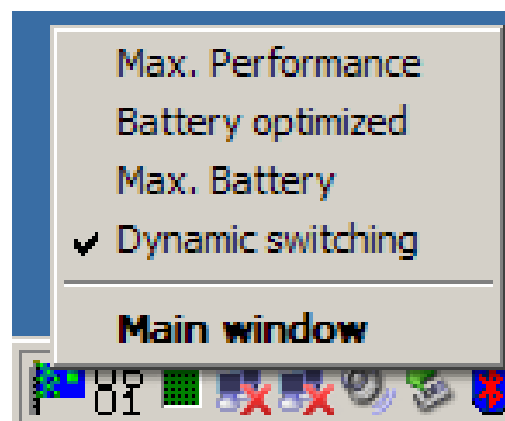 Max. Performance
Battery optimized
Max. Battery
Dynamic switching
Main window